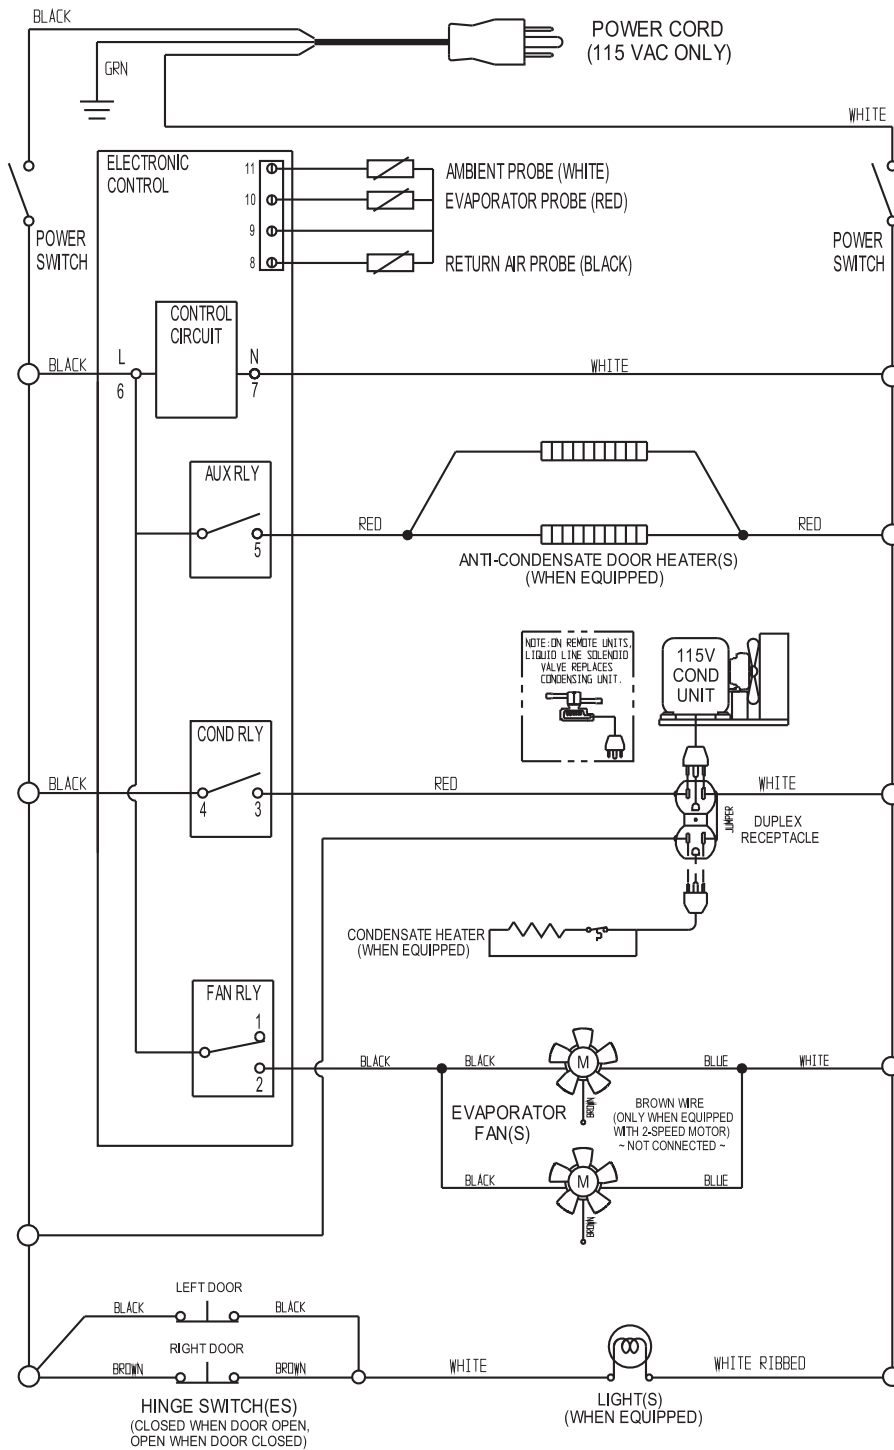 BLACK
POWER CORD
(115 VAC ONLY)
GRN
WHITE
ELECTRONIC
CONTROL
11
AMBIENT PROBE (WHITE)
10
EVAPORATOR PROBE (RED)
9
8
RETURN AIR PROBE (BLACK)
POWER
SWITCH
POWER
SWITCH
CONTROL
CIRCUIT
BLACK
L
6
N
7
WHITE
AUX RLY
5
RED
RED
ANTI-CONDENSATE DOOR HEATER(S)
(WHEN EQUIPPED)
NOTE: ON REMOTE UNITS,
LIQUID LINE SOLENOID
VALVE REPLACES
CONDENSING UNIT.
115V
COND
UNIT
COND RLY
BLACK
4
3
RED
WHITE
JUMPER
DUPLEX
RECEPTACLE
CONDENSATE HEATER
(WHEN EQUIPPED)
FAN RLY
1
2
BLACK
BLACK
M
BLUE
WHITE
BROWN
EVAPORATOR
FAN(S)
BROWN WIRE
(ONLY WHEN EQUIPPED
WITH 2-SPEED MOTOR)
~ NOT CONNECTED ~
BLACK
M
BLUE
BROWN
LEFT DOOR
BLACK
BLACK
RIGHT DOOR
BROWN
BROWN
WHITE
WHITE RIBBED
HINGE SWITCH(ES)
(CLOSED WHEN DOOR OPEN,
OPEN WHEN DOOR CLOSED)
LIGHT(S)
(WHEN EQUIPPED)